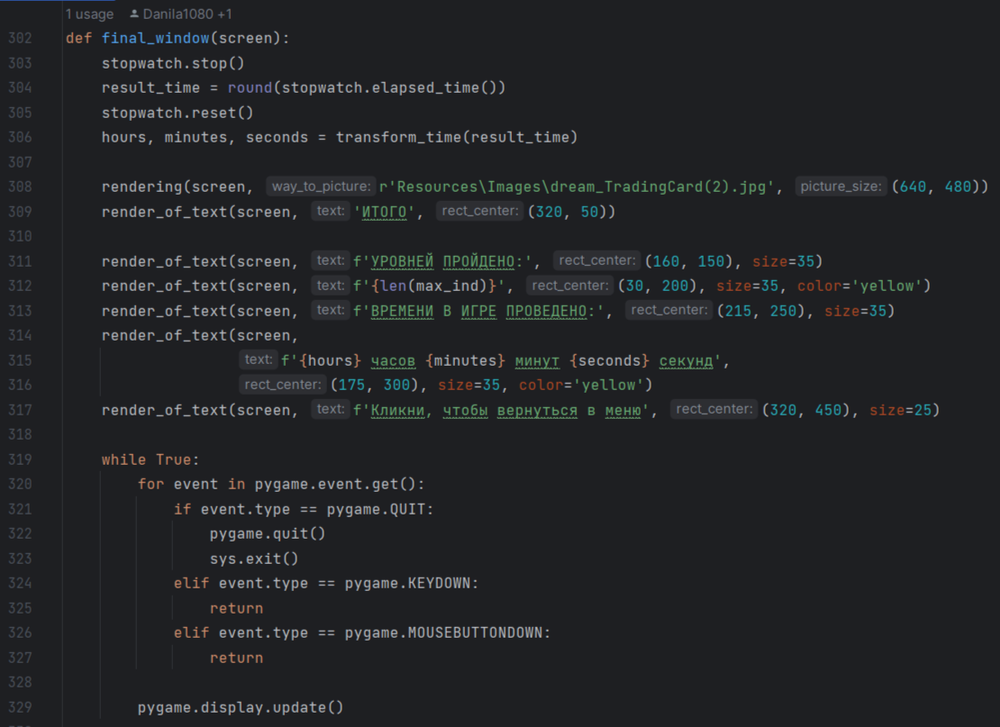 1 usage Danila1080 +1
302 def final_window(screen):
303     stopwatch.stop()
304     result_time = round(stopwatch.elapsed_time())
305     stopwatch.reset()
306     hours, minutes, seconds = transform_time(result_time)
307
308     rendering(screen, way_to_picture: r'Resources\Images\dream_TradingCard(2).jpg', picture_size: (640, 480))
309     render_of_text(screen, text: 'ИТОГО', rect_center: (320, 50))
310
311     render_of_text(screen, text: f'УРОВНЕЙ ПРОЙДЕНО:', rect_center: (160, 150), size=35)
312     render_of_text(screen, text: f'{len(max_ind)}', rect_center: (30, 200), size=35, color='yellow')
313     render_of_text(screen, text: f'ВРЕМЕНИ В ИГРЕ ПРОВЕДЕНО:', rect_center: (215, 250), size=35)
314     render_of_text(screen,
315                    text: f'{hours} часов {minutes} минут {seconds} секунд',
316                    rect_center: (175, 300), size=35, color='yellow')
317     render_of_text(screen, text: f'Кликни, чтобы вернуться в меню', rect_center: (320, 450), size=25)
318
319     while True:
320         for event in pygame.event.get():
321             if event.type == pygame.QUIT:
322                 pygame.quit()
323                 sys.exit()
324             elif event.type == pygame.KEYDOWN:
325                 return
326             elif event.type == pygame.MOUSEBUTTONDOWN:
327                 return
328
329         pygame.display.update()